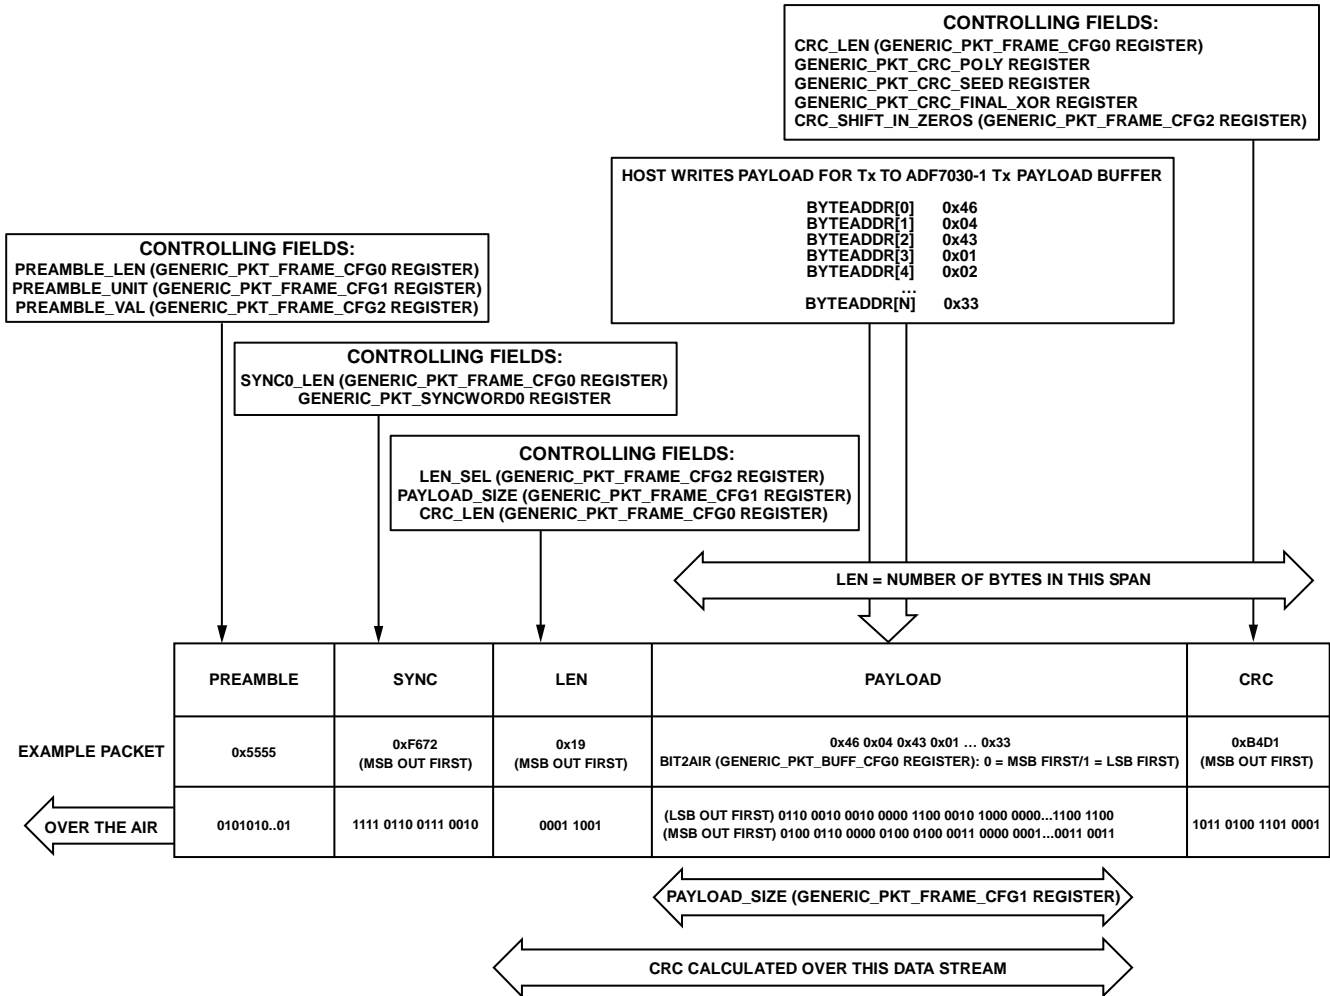 CONTROLLING FIELDS:
CRC_LEN (GENERIC_PKT_FRAME_CFG0 REGISTER)
GENERIC_PKT_CRC_POLY REGISTER
GENERIC_PKT_CRC_SEED REGISTER
GENERIC_PKT_CRC_FINAL_XOR REGISTER
CRC_SHIFT_IN_ZEROS (GENERIC_PKT_FRAME_CFG2 REGISTER)
HOST WRITES PAYLOAD FOR Tx TO ADF7030-1 Tx PAYLOAD BUFFER
BYTEADDR[0] 0x46
BYTEADDR[1] 0x04
BYTEADDR[2] 0x43
BYTEADDR[3] 0x01
BYTEADDR[4] 0x02
...
BYTEADDR[N] 0x33
CONTROLLING FIELDS:
PREAMBLE_LEN (GENERIC_PKT_FRAME_CFG0 REGISTER)
PREAMBLE_UNIT (GENERIC_PKT_FRAME_CFG1 REGISTER)
PREAMBLE_VAL (GENERIC_PKT_FRAME_CFG2 REGISTER)
CONTROLLING FIELDS:
SYNC0_LEN (GENERIC_PKT_FRAME_CFG0 REGISTER)
GENERIC_PKT_SYNCWORD0 REGISTER
CONTROLLING FIELDS:
LEN_SEL (GENERIC_PKT_FRAME_CFG2 REGISTER)
PAYLOAD_SIZE (GENERIC_PKT_FRAME_CFG1 REGISTER)
CRC_LEN (GENERIC_PKT_FRAME_CFG0 REGISTER)
LEN = NUMBER OF BYTES IN THIS SPAN
PREAMBLE SYNC LEN PAYLOAD CRC
EXAMPLE PACKET
0x5555
0xF672
(MSB OUT FIRST)
0x19
(MSB OUT FIRST)
0x46 0x04 0x43 0x01 ... 0x33
BIT2AIR (GENERIC_PKT_BUFF_CFG0 REGISTER): 0 = MSB FIRST/1 = LSB FIRST)
0xB4D1
(MSB OUT FIRST)
OVER THE AIR
0101010..01
1111 0110 0111 0010
0001 1001
(LSB OUT FIRST) 0110 0010 0010 0000 1100 0010 1000 0000...1100 1100
(MSB OUT FIRST) 0100 0110 0000 0100 0100 0011 0000 0001...0011 0011
1011 0100 1101 0001
PAYLOAD_SIZE (GENERIC_PKT_FRAME_CFG1 REGISTER)
CRC CALCULATED OVER THIS DATA STREAM